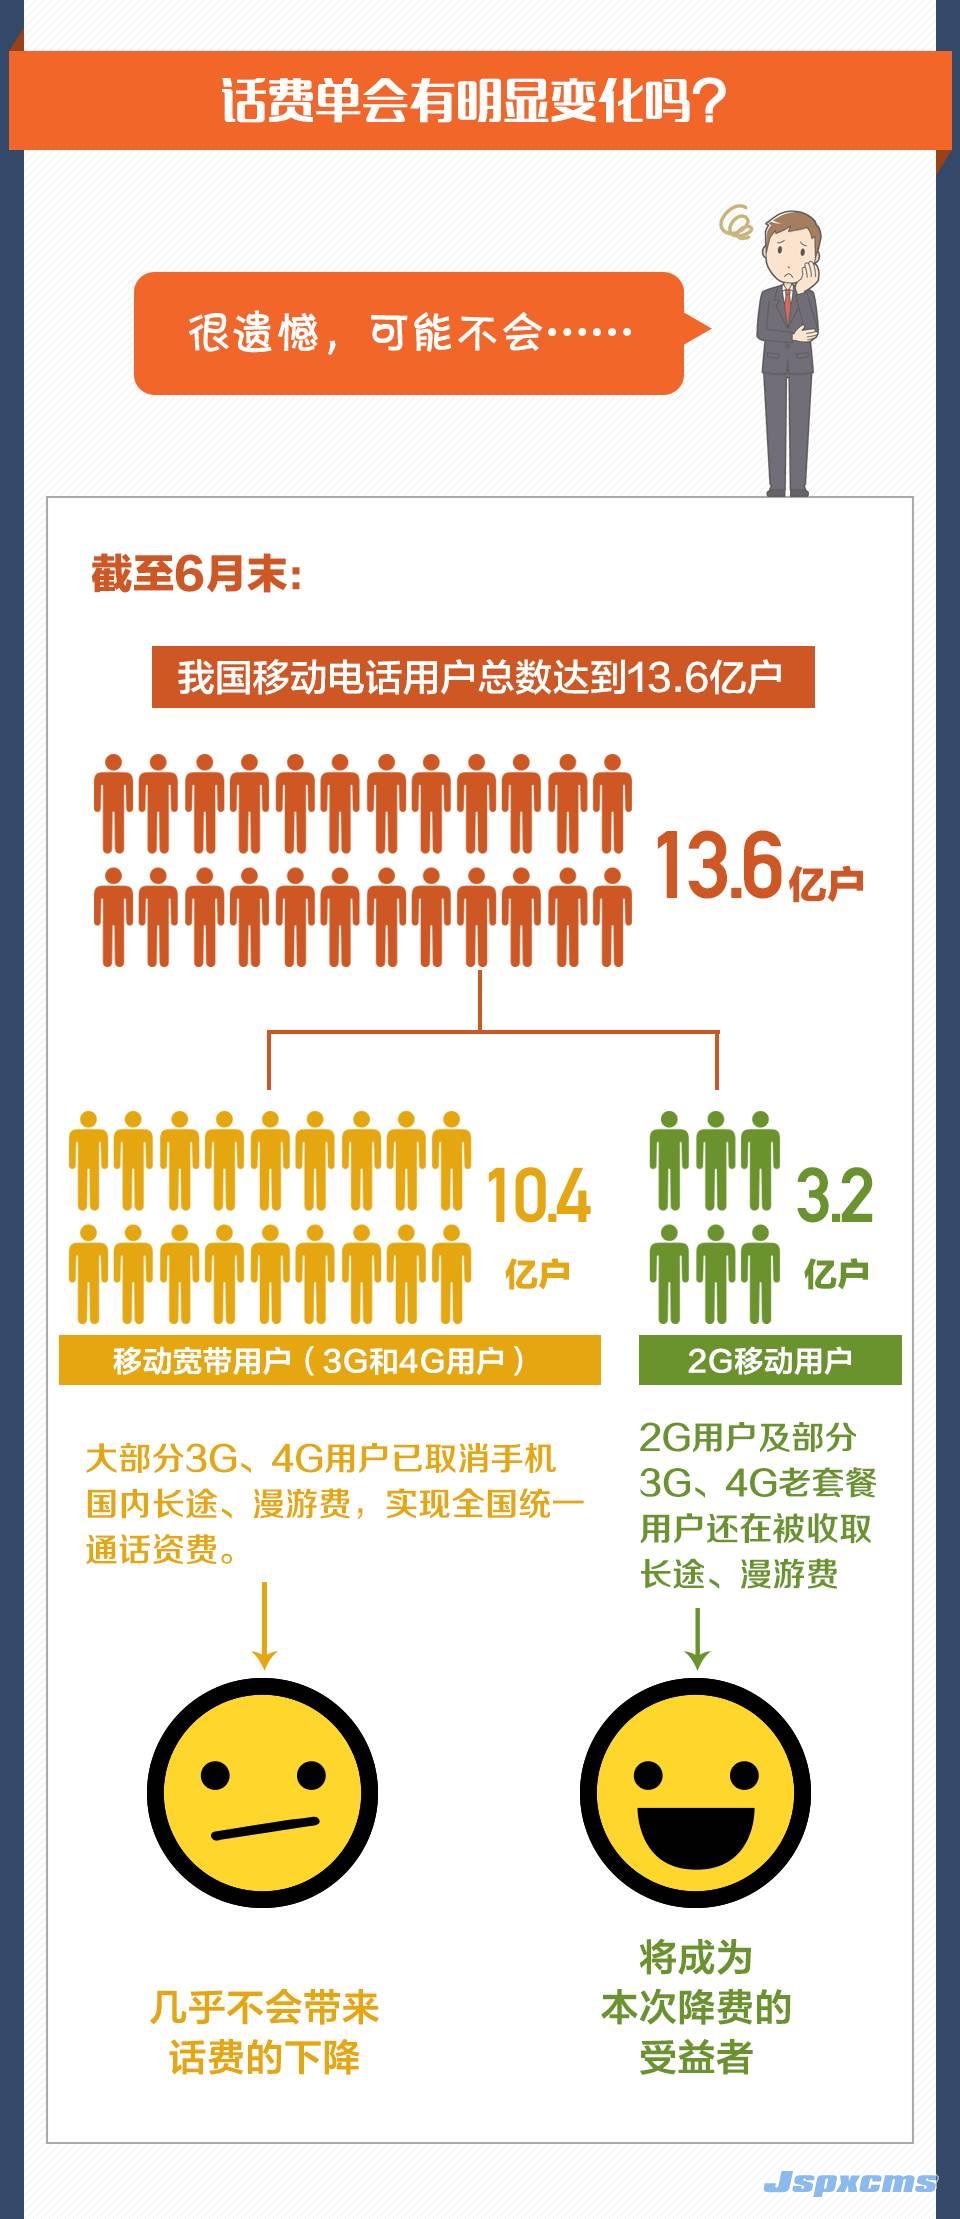 话费单会有明显变化吗？
很遗憾，可能不会……
截至6月末：
我国移动电话用户总数达到13.6亿户
13.6亿户
10.4
亿户
3.2
亿户
移动宽带用户（3G和4G用户）
2G移动用户
大部分3G、4G用户已取消手机
国内长途、漫游费，实现全国统一
通话资费。
2G用户及部分
3G、4G老套餐
用户还在被收取
长途、漫游费
几乎不会带来
话费的下降
将成为
本次降费的
受益者
Jspxcms